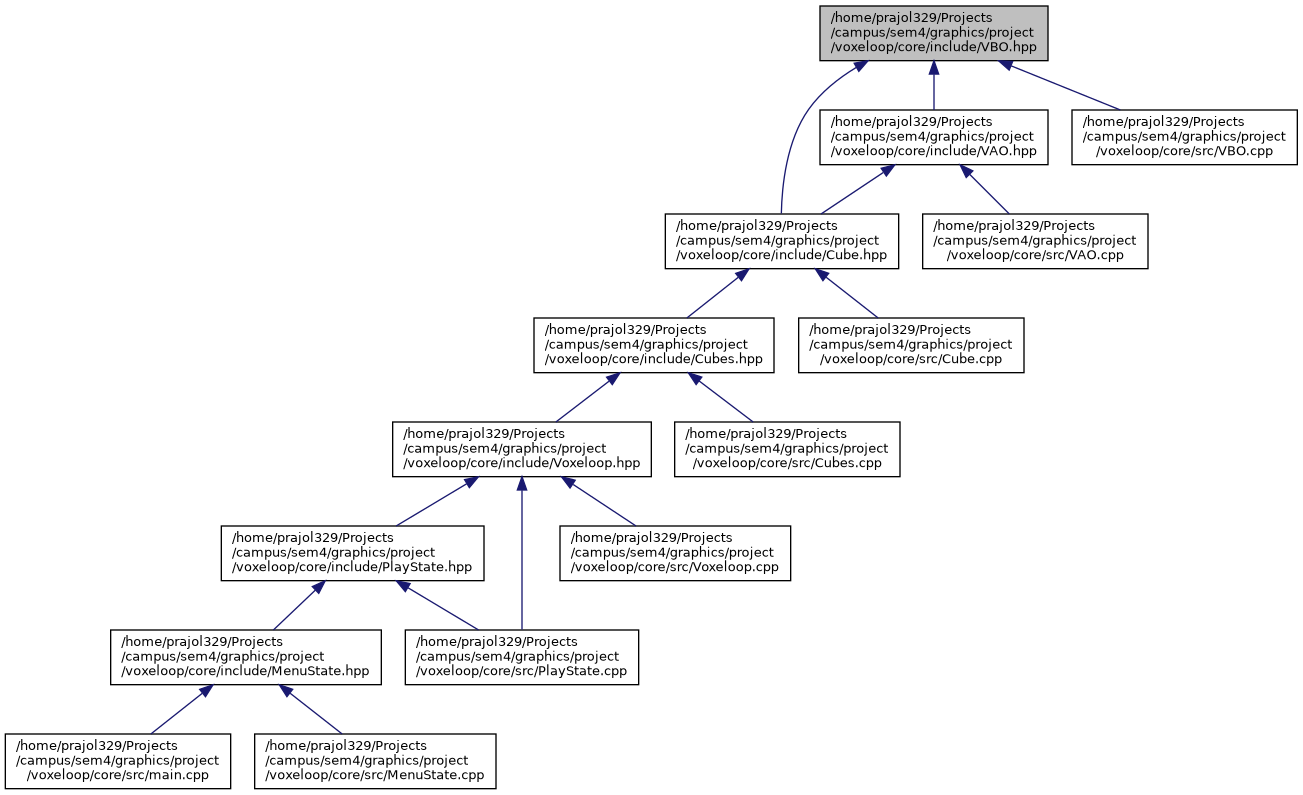 /home/prajol329/Projects
/campus/sem4/graphics/project
/voxeloop/core/include/VBO.hpp
/home/prajol329/Projects
/campus/sem4/graphics/project
/voxeloop/core/include/VAO.hpp
/home/prajol329/Projects
/campus/sem4/graphics/project
/voxeloop/core/src/VBO.cpp
/home/prajol329/Projects
/campus/sem4/graphics/project
/voxeloop/core/include/Cube.hpp
/home/prajol329/Projects
/campus/sem4/graphics/project
/voxeloop/core/src/VAO.cpp
/home/prajol329/Projects
/campus/sem4/graphics/project
/voxeloop/core/include/Cubes.hpp
/home/prajol329/Projects
/campus/sem4/graphics/project
/voxeloop/core/src/Cube.cpp
/home/prajol329/Projects
/campus/sem4/graphics/project
/voxeloop/core/include/Voxeloop.hpp
/home/prajol329/Projects
/campus/sem4/graphics/project
/voxeloop/core/src/Cubes.cpp
/home/prajol329/Projects
/campus/sem4/graphics/project
/voxeloop/core/include/PlayState.hpp
/home/prajol329/Projects
/campus/sem4/graphics/project
/voxeloop/core/src/Voxeloop.cpp
/home/prajol329/Projects
/campus/sem4/graphics/project
/voxeloop/core/include/MenuState.hpp
/home/prajol329/Projects
/campus/sem4/graphics/project
/voxeloop/core/src/PlayState.cpp
/home/prajol329/Projects
/campus/sem4/graphics/project
/voxeloop/core/src/main.cpp
/home/prajol329/Projects
/campus/sem4/graphics/project
/voxeloop/core/src/MenuState.cpp